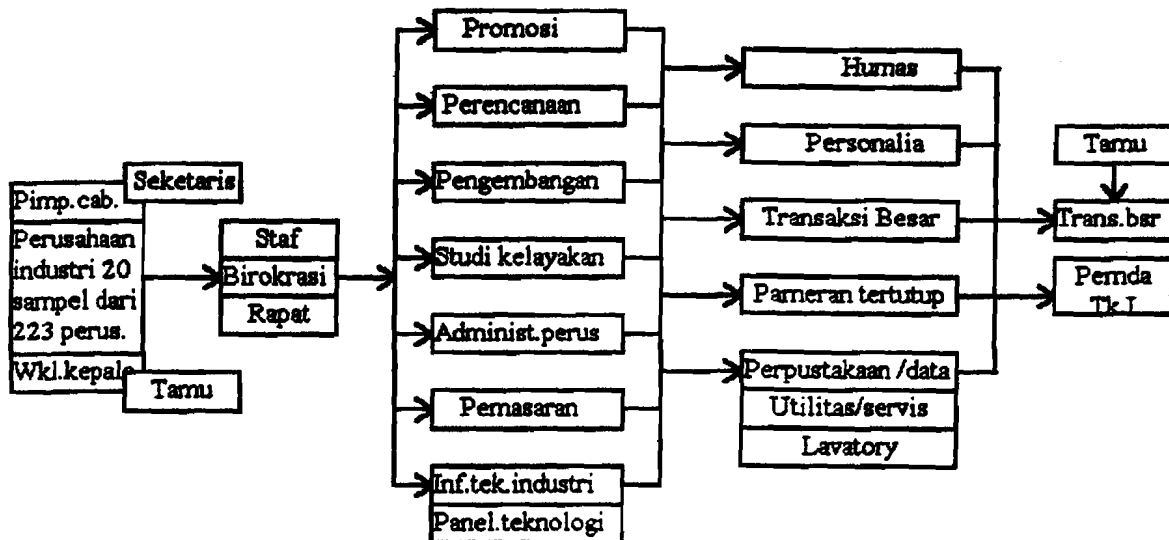 Seketaris
Pimp.cab.
Perusahaan
industri 20
sampel dari
223 perus.
Wkl.kepale
Tamu
Staf
Birokrasi
Rapat
Promosi
Perencanaan
Pengembangan
Studi kelayakan
Administ.perus
Pemasaran
Inf.tek.industri
Panel.teknologi
Humas
Personalia
Transaksi Besar
Pameran tertutup
Perpustakaan /data
Utilitas/servis
Lavatory
Tamu
Trans.bsr
Pemda
Tk.I